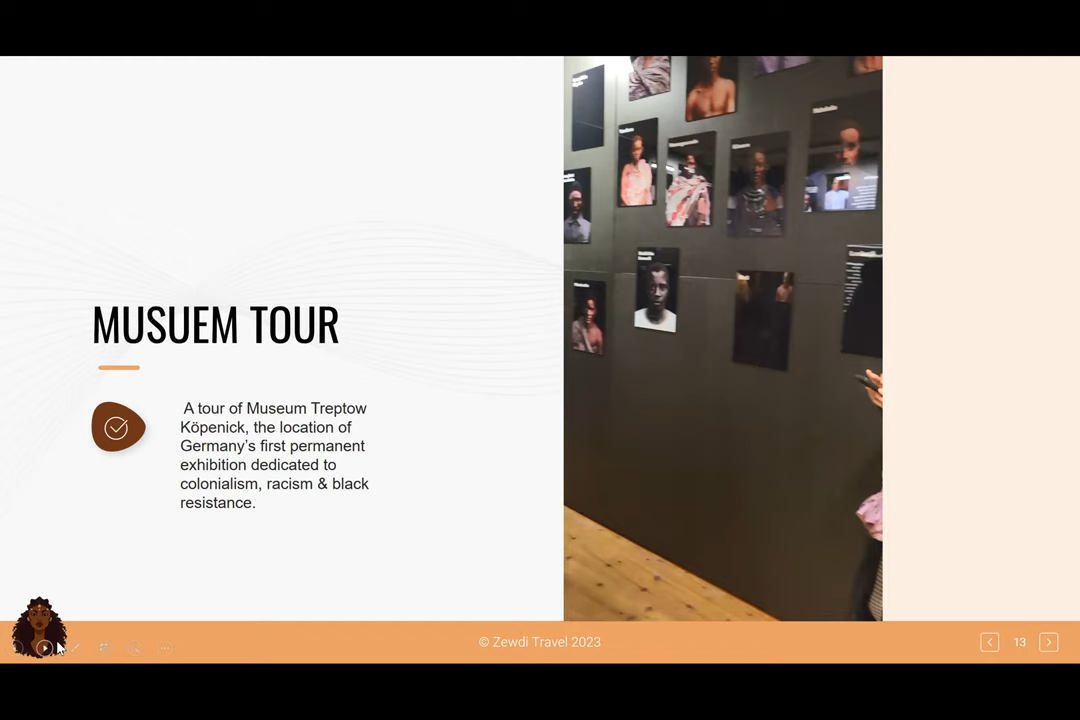 MUSUEM TOUR
A tour of Museum Treptow
Köpenick, the location of
Germany’s first permanent
exhibition dedicated to
colonialism, racism & black
resistance.
© Zewdi Travel 2023
13